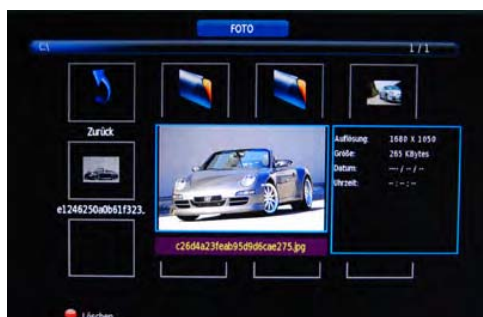 FOTO
C:\ 1/1
Zurück
Auflösung: 1680 X 1050
Größe: 265 KBytes
Datum: ---- / -- / --
Uhrzeit: -- : -- : --
e1246250a0b61f323.
c26d4a23feab95d9d6cae275.jpg
Löschen